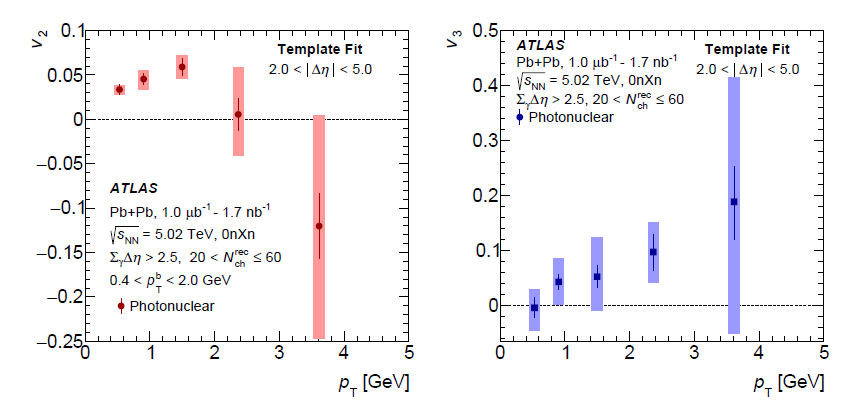 v2
0.1
0.05
0
−0.05
−0.1
−0.15
−0.2
−0.25
Template Fit
2.0 < |Δη| < 5.0
ATLAS
Pb+Pb, 1.0 μb⁻¹ - 1.7 nb⁻¹
√sNN = 5.02 TeV, 0nXn
ΣγΔη > 2.5, 20 < Nchrec ≤ 60
0.4 < pTb < 2.0 GeV
Photonuclear
0 1 2 3 4 5
pT [GeV]
v3
0.5
0.4
0.3
0.2
0.1
0
ATLAS
Pb+Pb, 1.0 μb⁻¹ - 1.7 nb⁻¹
√sNN = 5.02 TeV, 0nXn
ΣγΔη > 2.5, 20 < Nchrec ≤ 60
Photonuclear
Template Fit
2.0 < |Δη| < 5.0
0 1 2 3 4 5
pT [GeV]